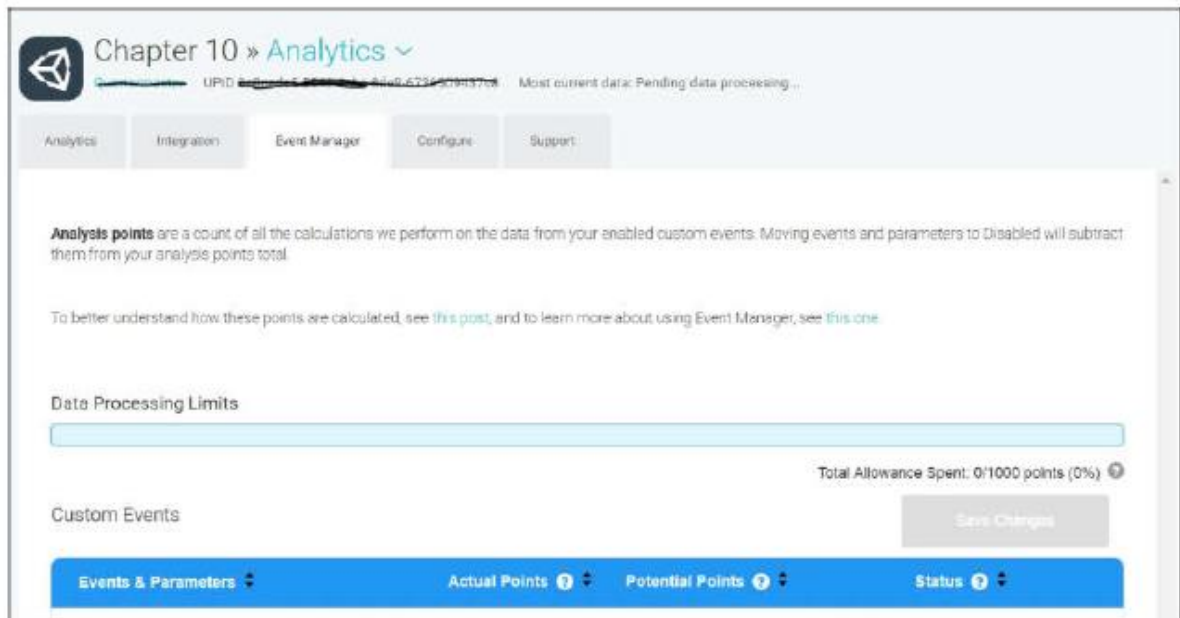 Chapter 10 » Analytics
UPID Most current data: Pending data processing...
Analytics Integration Event Manager Configure Support
Analysis points are a count of all the calculations we perform on the data from your enabled custom events. Moving events and parameters to Disabled will subtract
them from your analysis points total.
To better understand how these points are calculated, see this post, and to learn more about using Event Manager, see this one.
Data Processing Limits
Total Allowance Spent: 0/1000 points (0%)
Custom Events
Save Changes
Events & Parameters Actual Points Potential Points Status